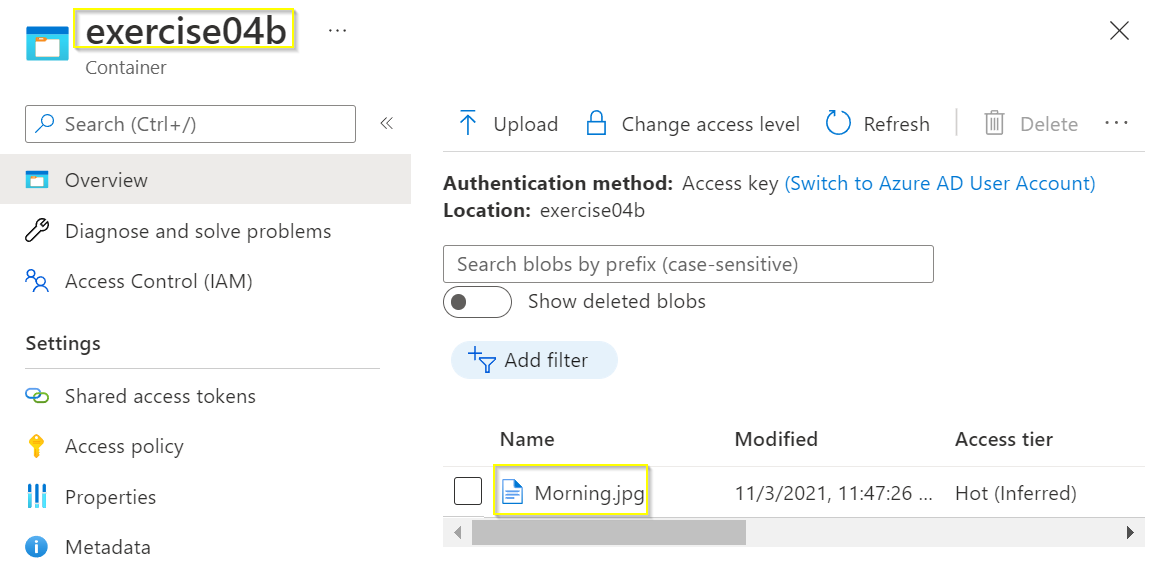 exercise04b ...
Container
Search (Ctrl+/)
«
Overview
Diagnose and solve problems
Access Control (IAM)
Settings
Shared access tokens
Access policy
Properties
Metadata
Upload Change access level Refresh Delete ...
Authentication method: Access key (Switch to Azure AD User Account)
Location: exercise04b
Search blobs by prefix (case-sensitive)
Show deleted blobs
Add filter
Name Modified Access tier
Morning.jpg 11/3/2021, 11:47:26 ... Hot (Inferred)